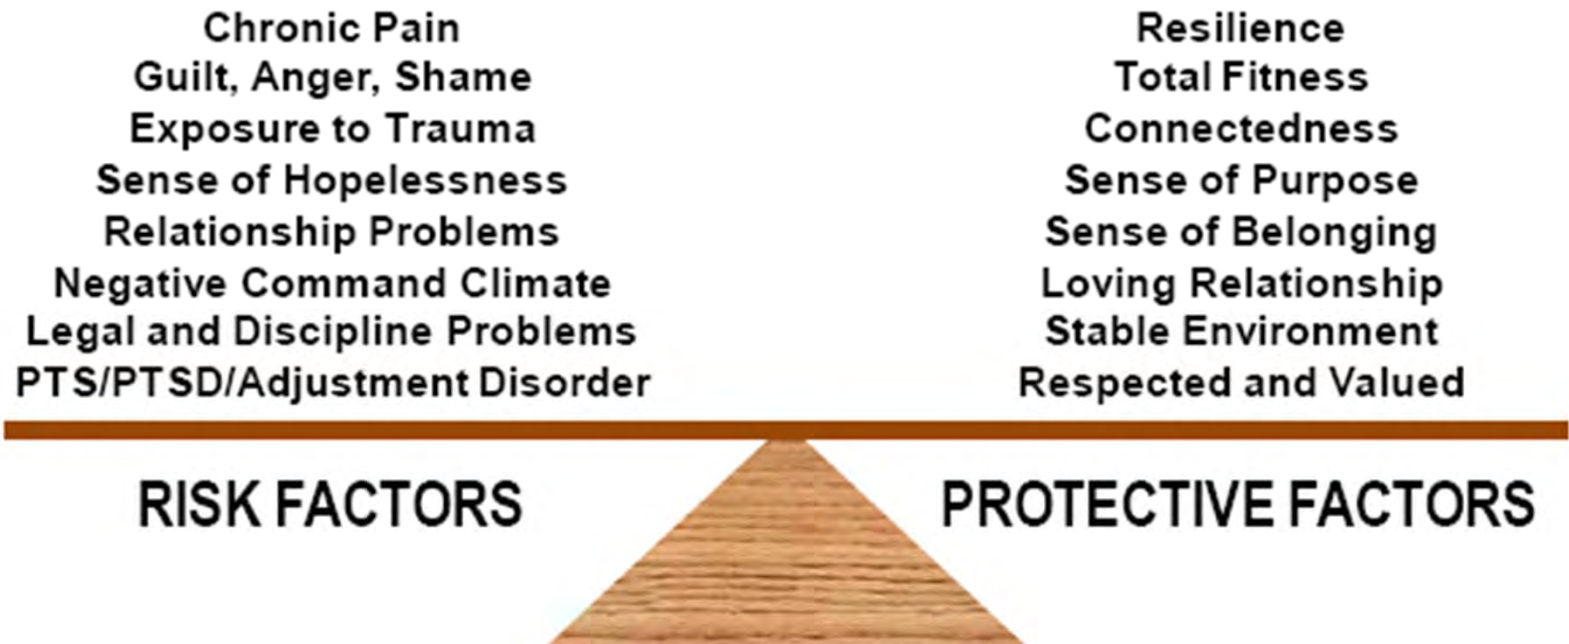 Chronic Pain
Guilt, Anger, Shame
Exposure to Trauma
Sense of Hopelessness
Relationship Problems
Negative Command Climate
Legal and Discipline Problems
PTS/PTSD/Adjustment Disorder
RISK FACTORS
Resilience
Total Fitness
Connectedness
Sense of Purpose
Sense of Belonging
Loving Relationship
Stable Environment
Respected and Valued
PROTECTIVE FACTORS